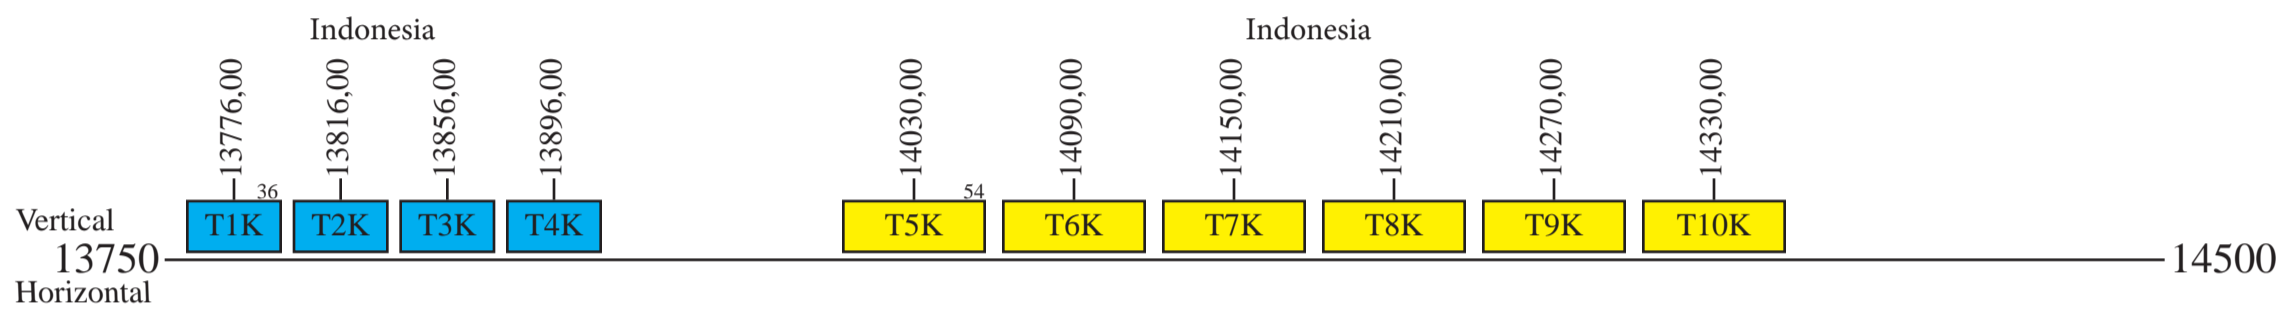 Indonesia Indonesia
13776,00 13816,00 13856,00 13896,00 14030,00 14090,00 14150,00 14210,00 14270,00 14330,00
36 54
Vertical T1K T2K T3K T4K T5K T6K T7K T8K T9K T10K
13750 14500
Horizontal